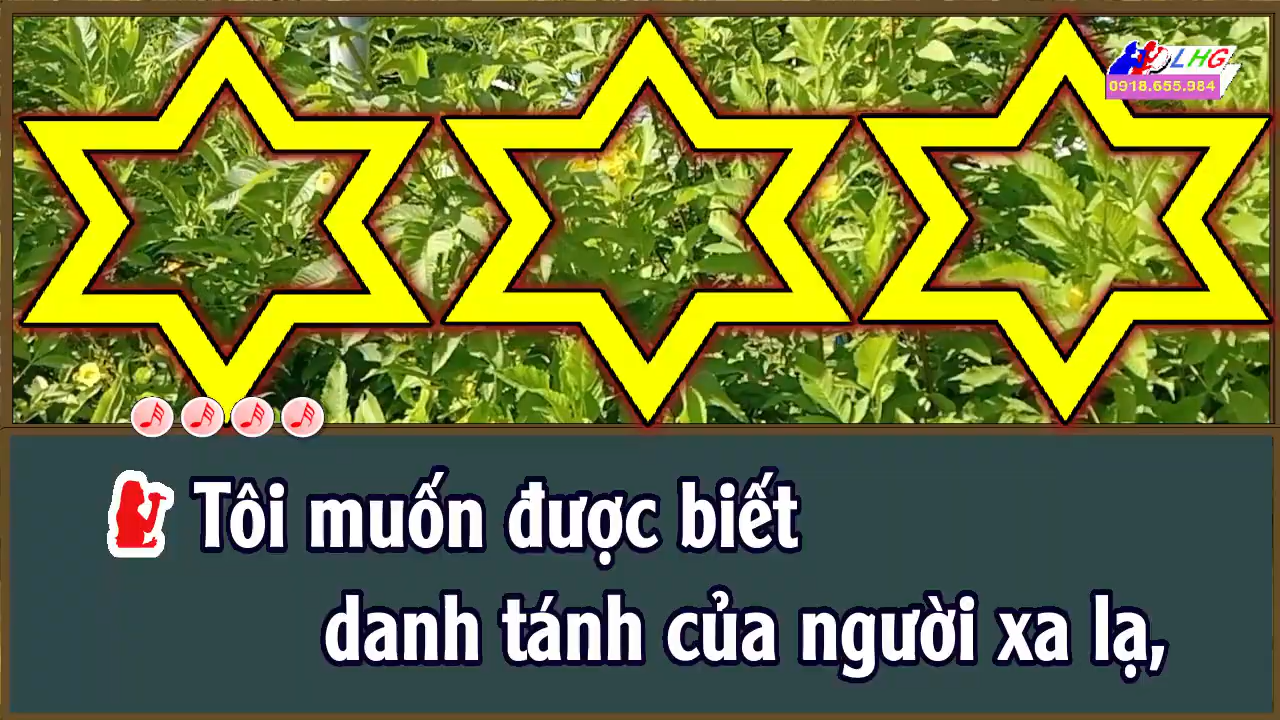 LHG
0918.655.984
Tôi muốn được biết
danh tánh của người xa lạ,